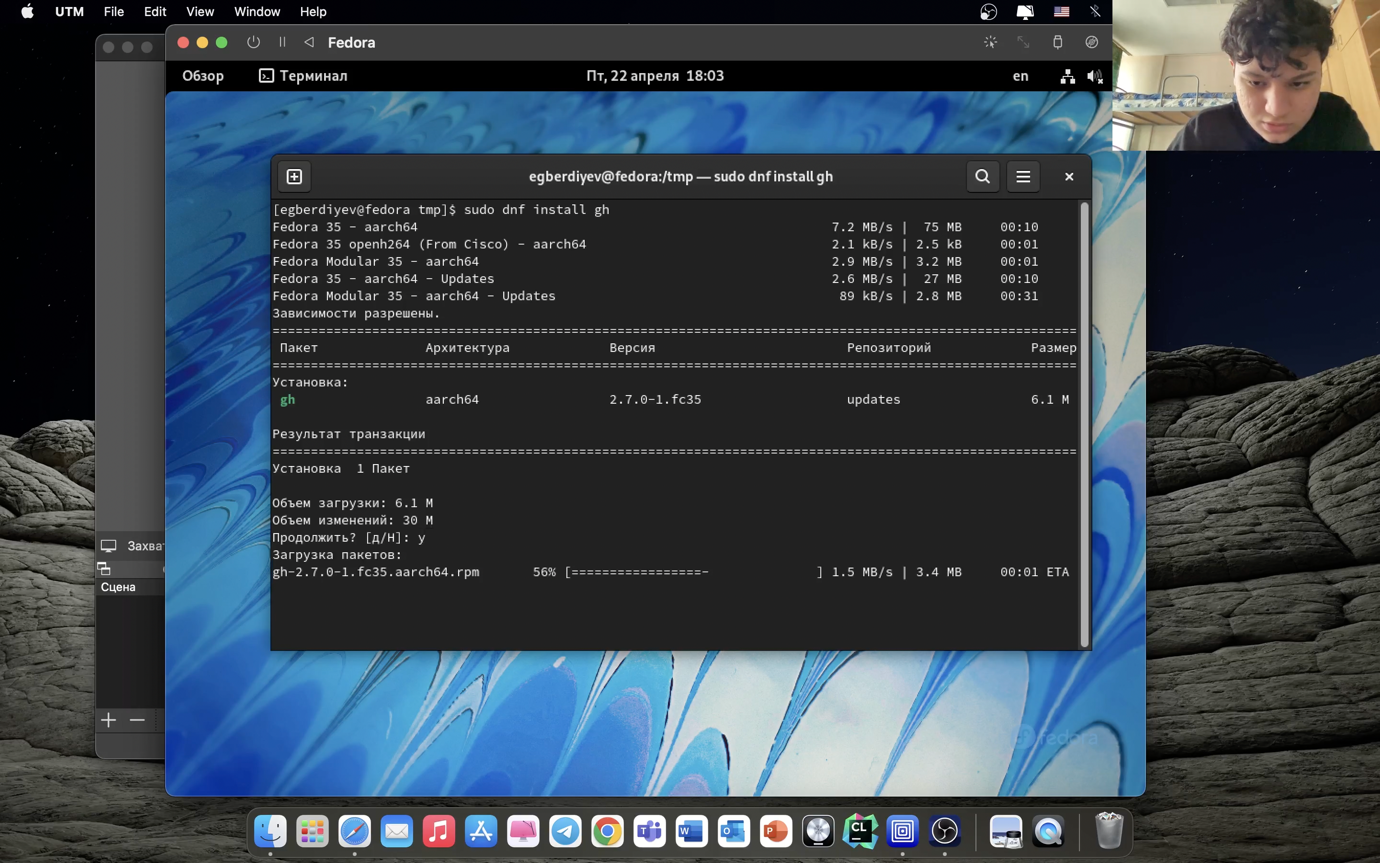 UTM File Edit View Window Help
Fedora
Обзор Терминал Пт, 22 апреля 18:03 en
egberdiyev@fedora:/tmp — sudo dnf install gh
[egberdiyev@fedora tmp]$ sudo dnf install gh
Fedora 35 - aarch64 7.2 MB/s | 75 MB 00:10
Fedora 35 openh264 (From Cisco) - aarch64 2.1 kB/s | 2.5 kB 00:01
Fedora Modular 35 - aarch64 2.9 MB/s | 3.2 MB 00:01
Fedora 35 - aarch64 - Updates 2.6 MB/s | 27 MB 00:10
Fedora Modular 35 - aarch64 - Updates 89 kB/s | 2.8 MB 00:31
Зависимости разрешены.
Пакет Архитектура Версия Репозиторий Размер
Установка:
gh aarch64 2.7.0-1.fc35 updates 6.1 M
Результат транзакции
Установка 1 Пакет
Объем загрузки: 6.1 M
Объем изменений: 30 M
Продолжить? [д/Н]: y
Загрузка пакетов:
gh-2.7.0-1.fc35.aarch64.rpm 56% [=================- ] 1.5 MB/s | 3.4 MB 00:01 ETA
Захват
Сцена
fedora
CL